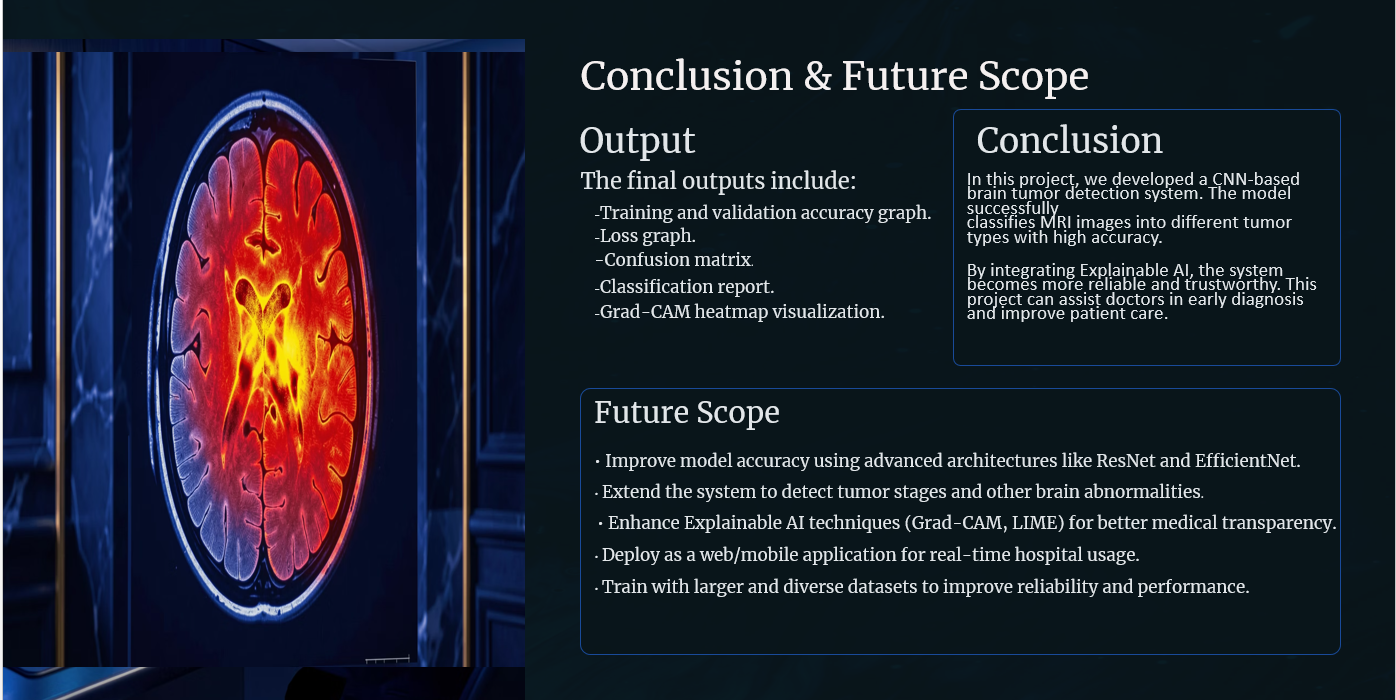 Conclusion & Future Scope
Output
The final outputs include:
-Training and validation accuracy graph.
-Loss graph.
-Confusion matrix.
-Classification report.
-Grad-CAM heatmap visualization.
Conclusion
In this project, we developed a CNN-based
brain tumor detection system. The model
successfully
classifies MRI images into different tumor
types with high accuracy.
By integrating Explainable AI, the system
becomes more reliable and trustworthy. This
project can assist doctors in early diagnosis
and improve patient care.
Future Scope
• Improve model accuracy using advanced architectures like ResNet and EfficientNet.
· Extend the system to detect tumor stages and other brain abnormalities.
• Enhance Explainable AI techniques (Grad-CAM, LIME) for better medical transparency.
· Deploy as a web/mobile application for real-time hospital usage.
· Train with larger and diverse datasets to improve reliability and performance.